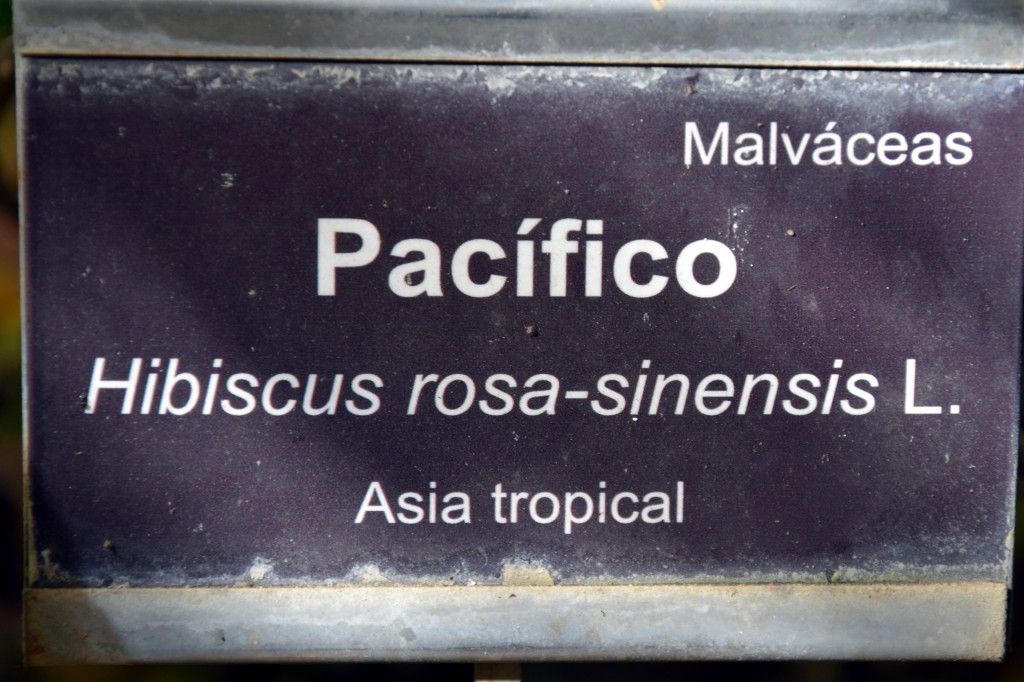 Malváceas
Pacífico
Hibiscus rosa-sinensis L.
Asia tropical